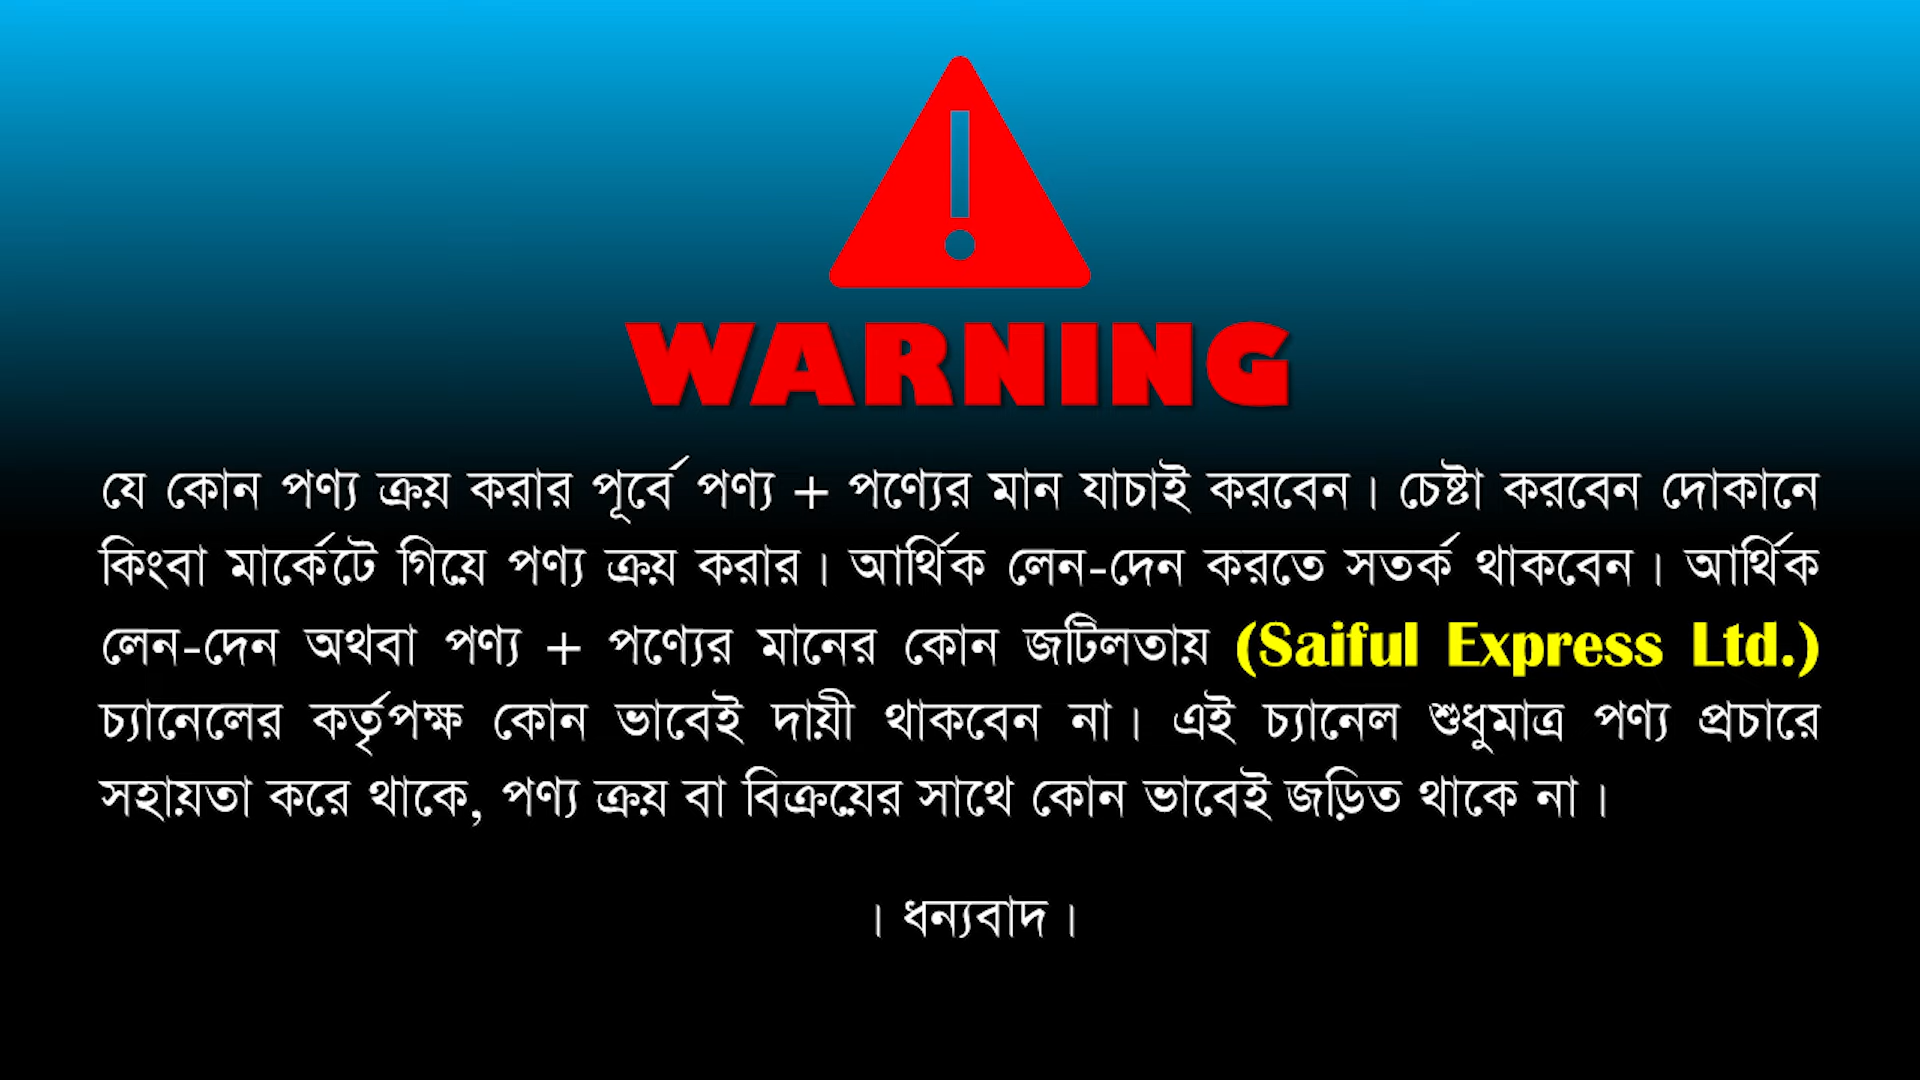 WARNING
যে কোন পণ্য ক্রয় করার পূর্বে পণ্য + পণ্যের মান যাচাই করবেন। চেষ্টা করবেন দোকানে
কিংবা মার্কেটে গিয়ে পণ্য ক্রয় করার। আর্থিক লেন-দেন করতে সতর্ক থাকবেন। আর্থিক
লেন-দেন অথবা পণ্য + পণ্যের মানের কোন জটিলতায় (Saiful Express Ltd.)
চ্যানেলের কর্তৃপক্ষ কোন ভাবেই দায়ী থাকবেন না। এই চ্যানেল শুধুমাত্র পণ্য প্রচারে
সহায়তা করে থাকে, পণ্য ক্রয় বা বিক্রয়ের সাথে কোন ভাবেই জড়িত থাকে না।
। ধন্যবাদ।